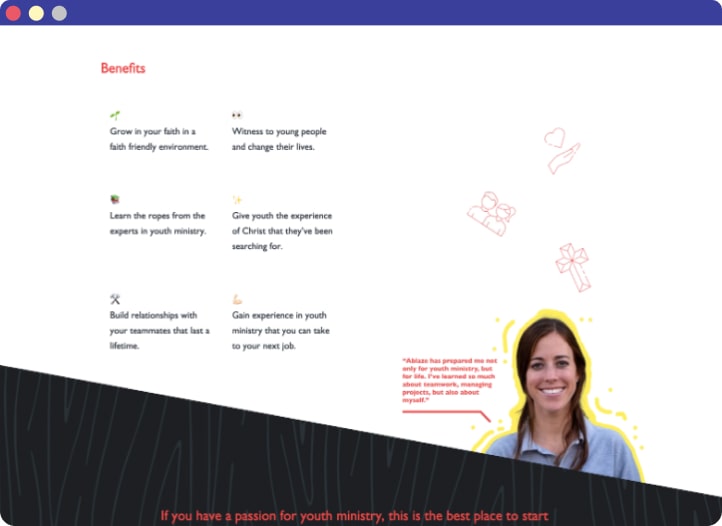 Benefits
Grow in your faith in a
faith friendly environment.
Witness to young people
and change their lives.
Learn the ropes from the
experts in youth ministry.
Give youth the experience
of Christ that they've been
searching for.
Build relationships with
your teammates that last a
lifetime.
Gain experience in youth
ministry that you can take
to your next job.
"Ablaze has prepared me not
only for youth ministry, but
for life. I've learned so much
about teamwork, managing
projects, but also about
myself."
If you have a passion for youth ministry, this is the best place to start